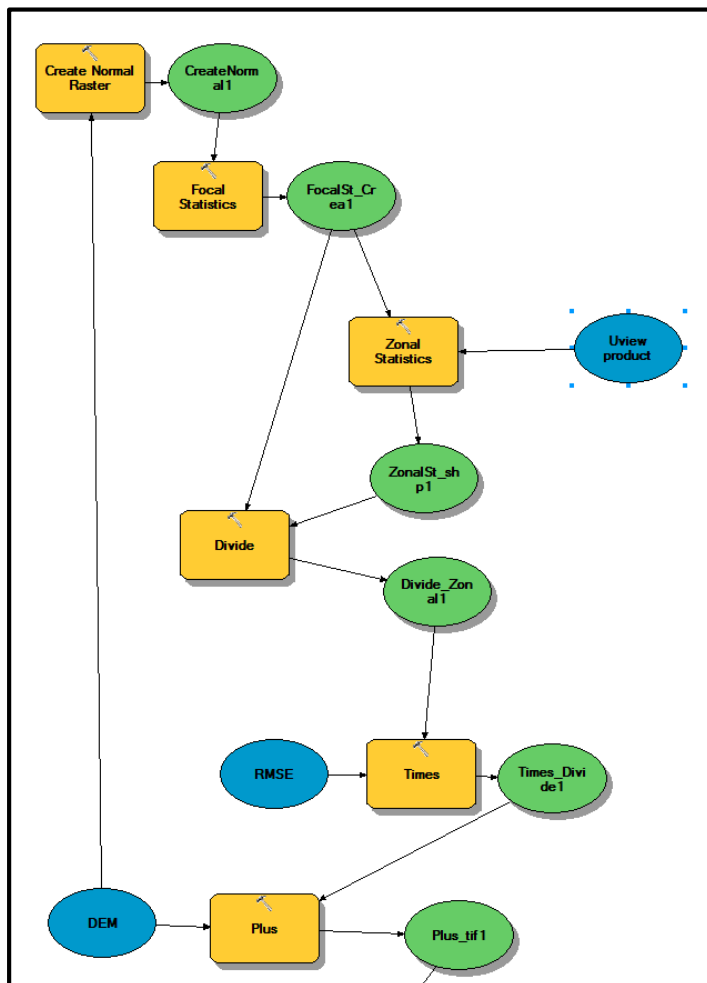 Create Normal
Raster
CreateNorm
al1
Focal
Statistics
FocalSt_Cr
ea1
Zonal
Statistics
Uview
product
ZonalSt_sh
p1
Divide
Divide_Zon
al1
RMSE
Times
Times_Divi
de1
DEM
Plus
Plus_tif1